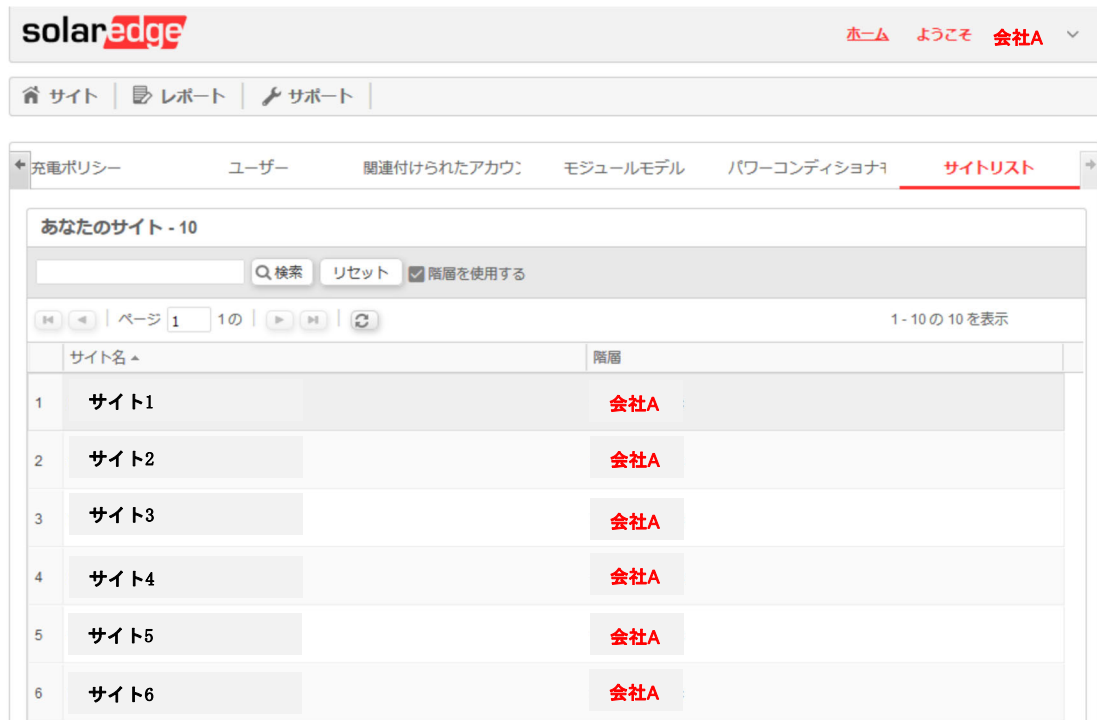 solaredge
ホーム ようこそ 会社A
サイト レポート サポート
充電ポリシー ユーザー 関連付けられたアカウン モジュールモデル パワーコンディショナモ サイトリスト
あなたのサイト - 10
検索 リセット 階層を使用する
ページ 1 1の 1 - 10 の 10 を表示
サイト名 階層
1 サイト1 会社A
2 サイト2 会社A
3 サイト3 会社A
4 サイト4 会社A
5 サイト5 会社A
6 サイト6 会社A